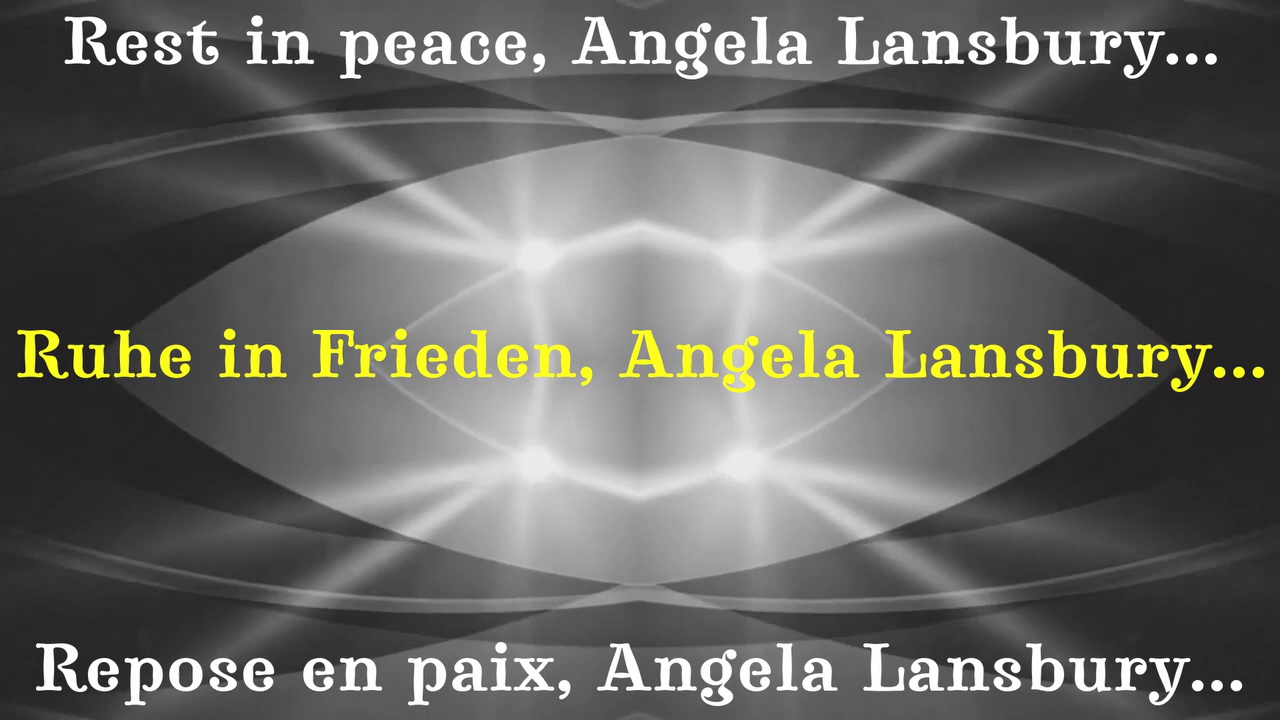 Rest in peace, Angela Lansbury...
Ruhe in Frieden, Angela Lansbury...
Repose en paix, Angela Lansbury...